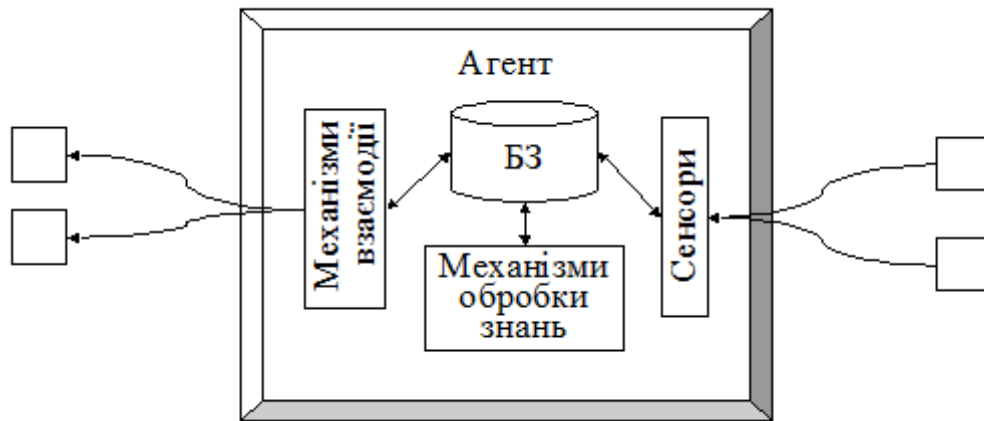 Агент
Механізми
взаємодії
БЗ
Сенсори
Механізми
обробки
знань